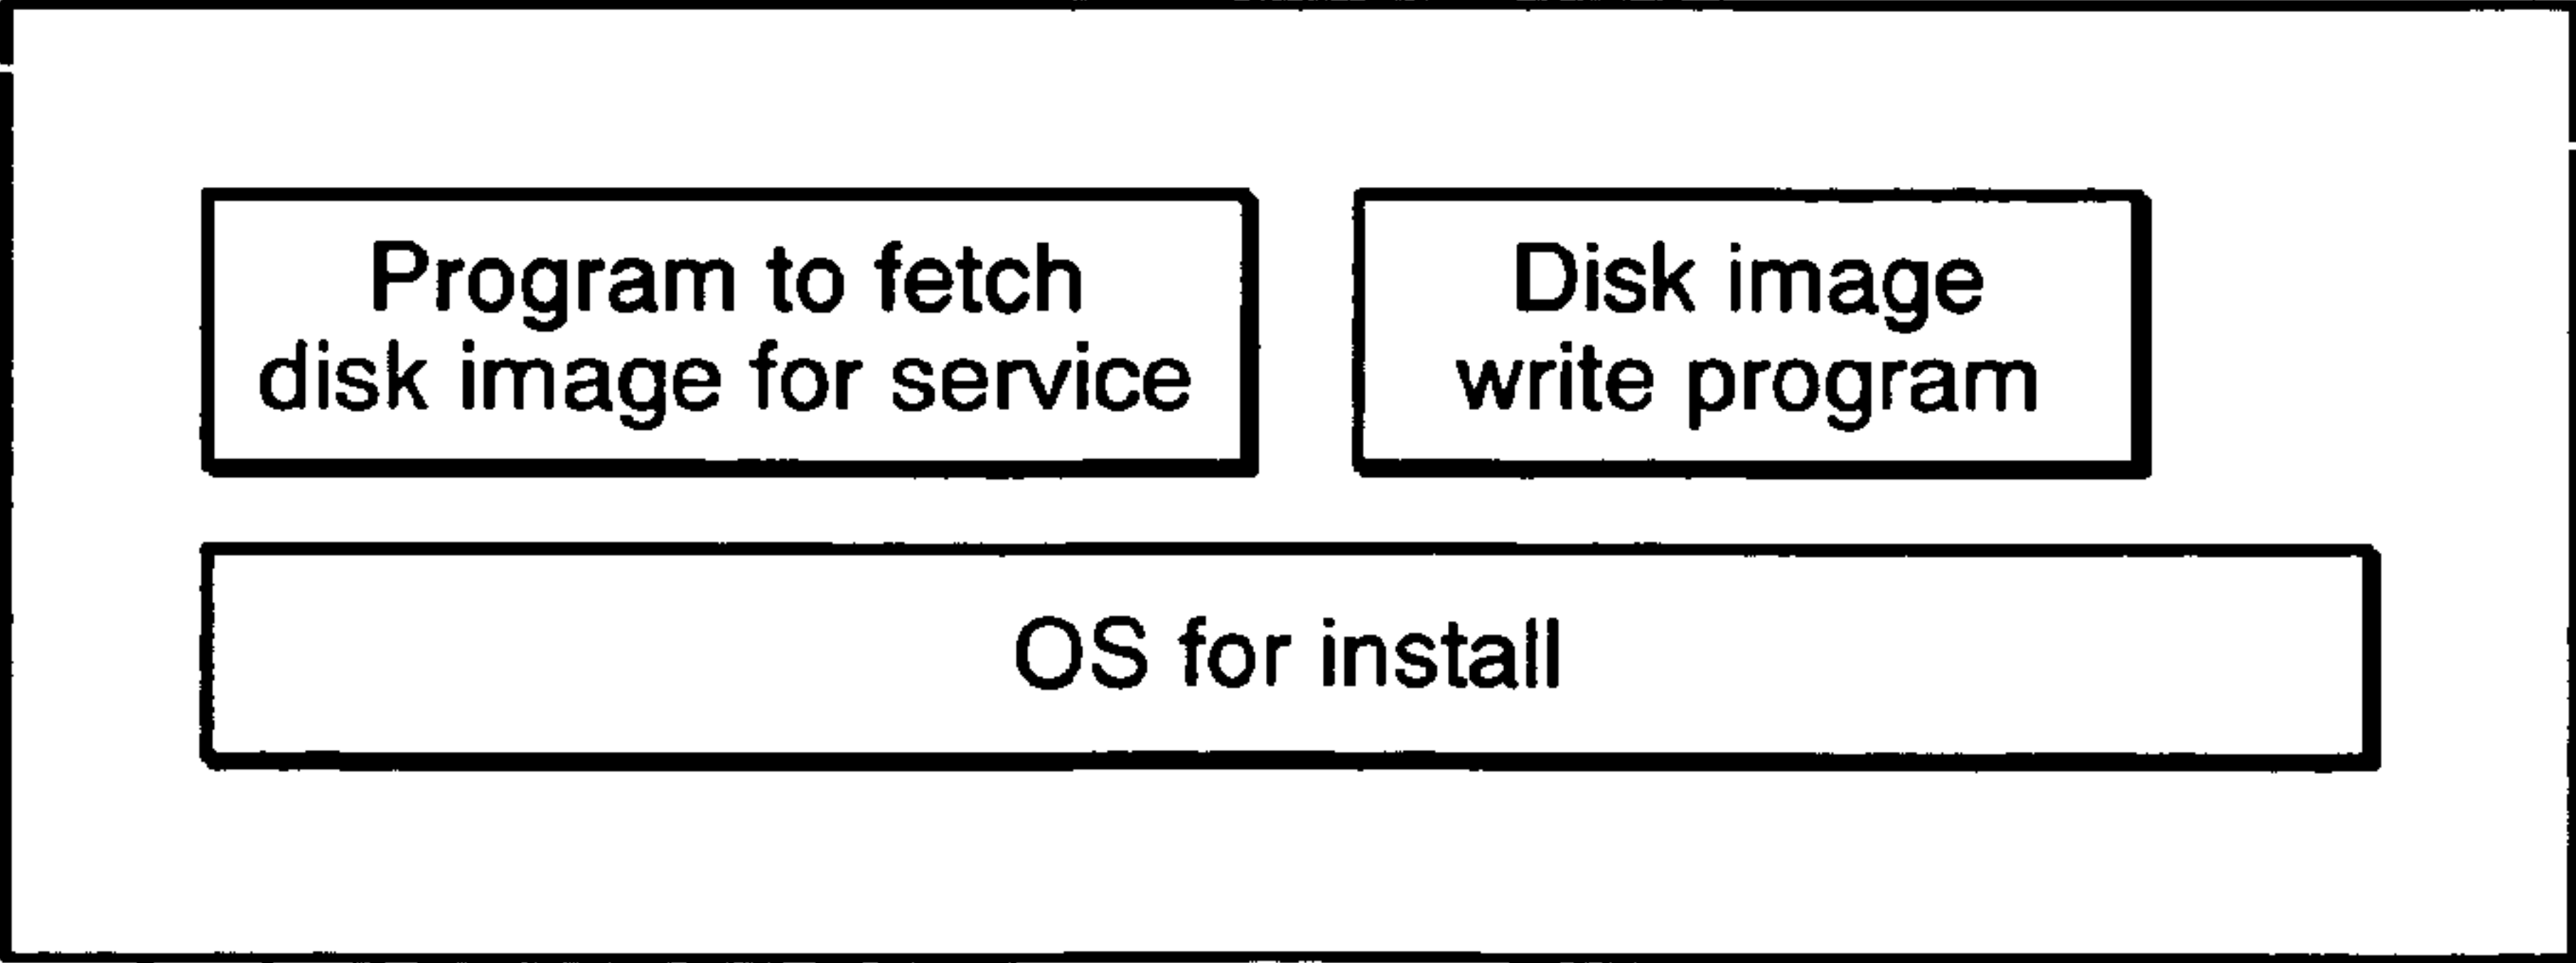 Program to fetch
disk image for service
Disk image
write program
OS for install